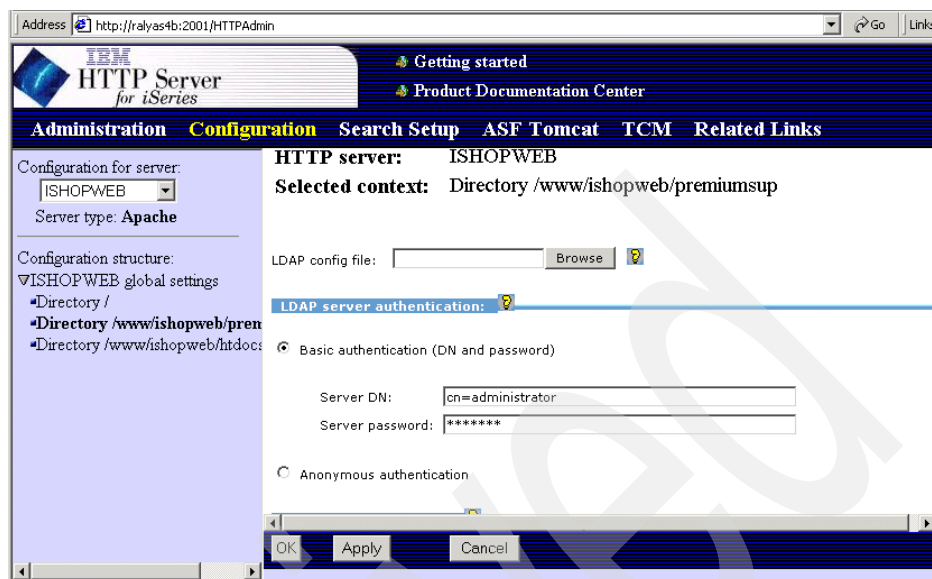 Address http://ralyas4b:2001/HTTPAdmin Go Links
IBM
HTTP Server
for iSeries
Getting started
Product Documentation Center
Administration Configuration Search Setup ASF Tomcat TCM Related Links
Configuration for server:
ISHOPWEB
Server type: Apache
Configuration structure:
ISHOPWEB global settings
Directory /
Directory /www/ishopweb/prem
Directory /www/ishopweb/htdocs
HTTP server: ISHOPWEB
Selected context: Directory /www/ishopweb/premiumsup
LDAP config file: Browse ?
LDAP server authentication: ?
Basic authentication (DN and password)
Server DN: cn=administrator
Server password: *******
Anonymous authentication
OK Apply Cancel